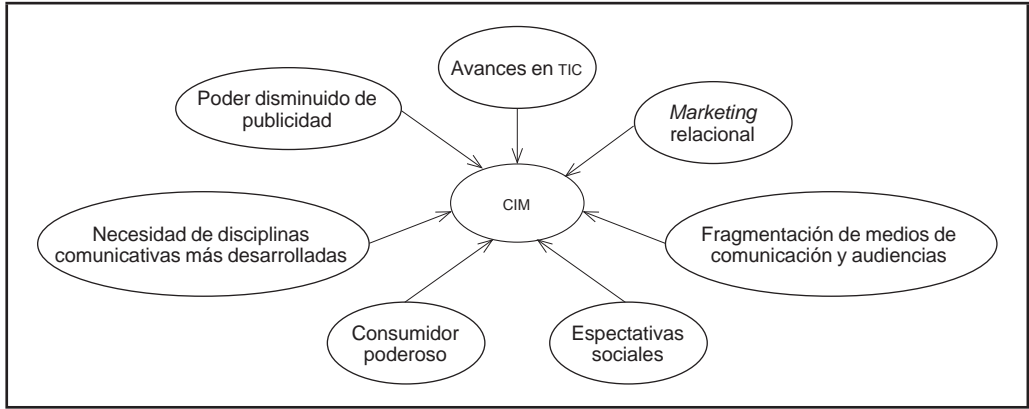 Avances en TIC
Poder disminuido de
publicidad
Marketing
relacional
CIM
Necesidad de disciplinas
comunicativas más desarrolladas
Fragmentación de medios de
comunicación y audiencias
Consumidor
poderoso
Espectativas
sociales